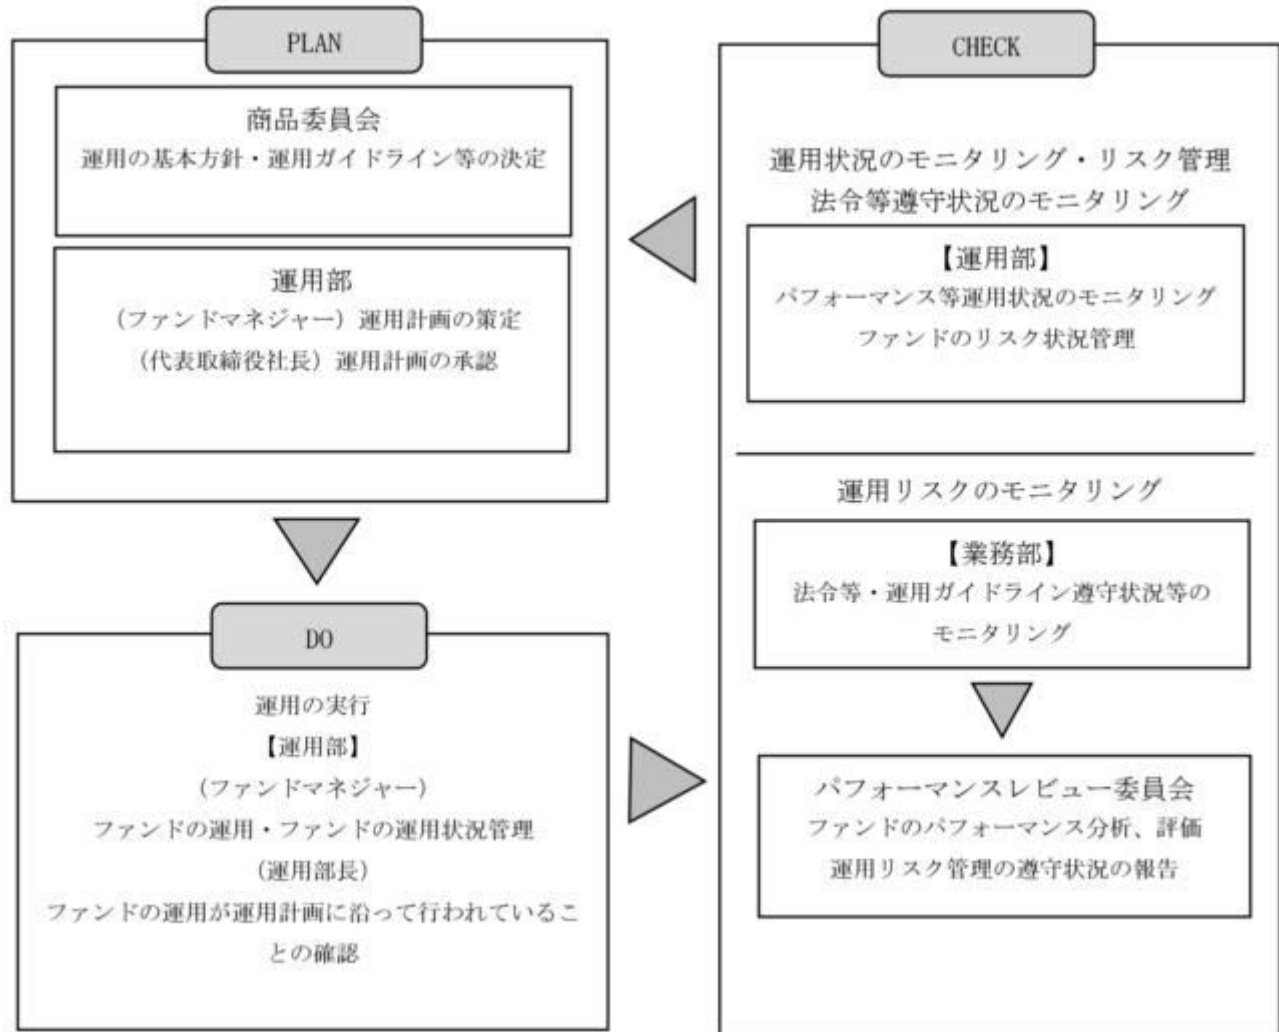 PLAN
商品委員会
運用の基本方針・運用ガイドライン等の決定
運用部
(ファンドマネジャー)運用計画の策定
(代表取締役社長)運用計画の承認
DO
運用の実行
【運用部】
(ファンドマネジャー)
ファンドの運用・ファンドの運用状況管理
(運用部長)
ファンドの運用が運用計画に沿って行われているこ
との確認
CHECK
運用状況のモニタリング・リスク管理
法令等遵守状況のモニタリング
【運用部】
パフォーマンス等運用状況のモニタリング
ファンドのリスク状況管理
運用リスクのモニタリング
【業務部】
法令等・運用ガイドライン遵守状況等の
モニタリング
パフォーマンスレビュー委員会
ファンドのパフォーマンス分析、評価
運用リスク管理の遵守状況の報告